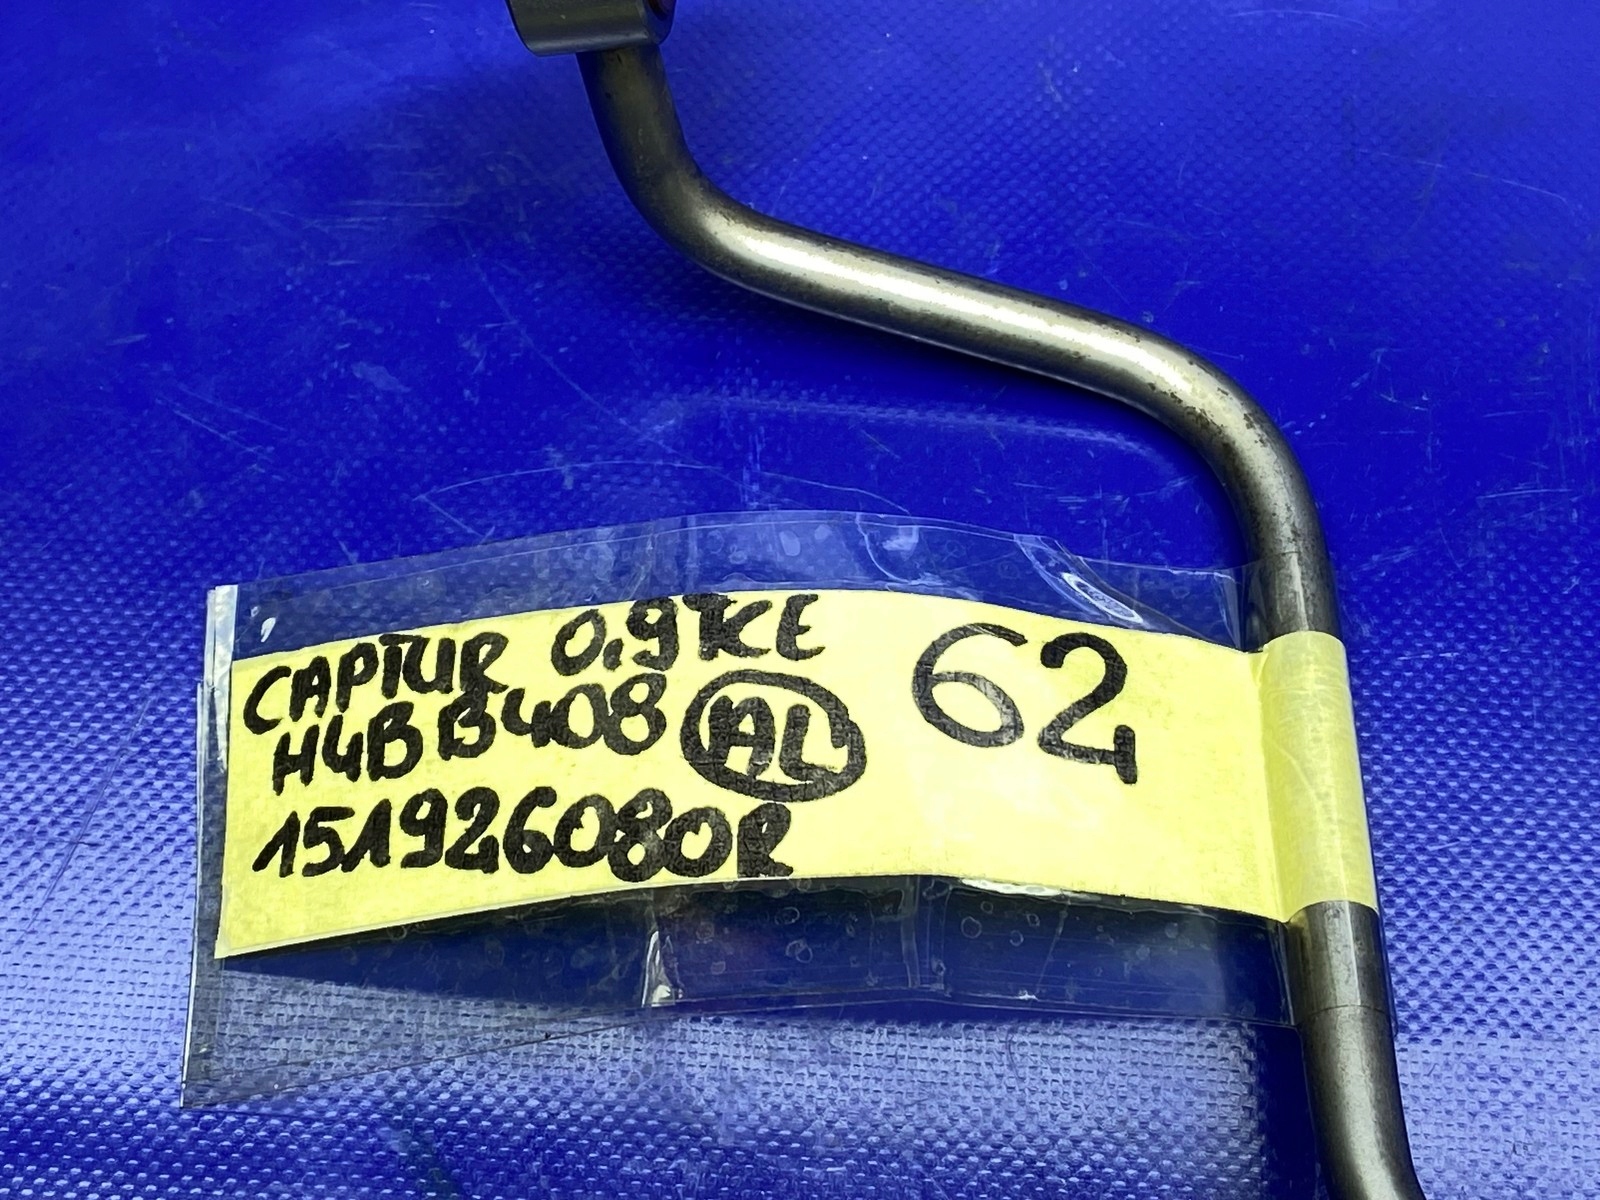 CAPTUR 0.9TCE
H4B B408 AL
151926080R
62